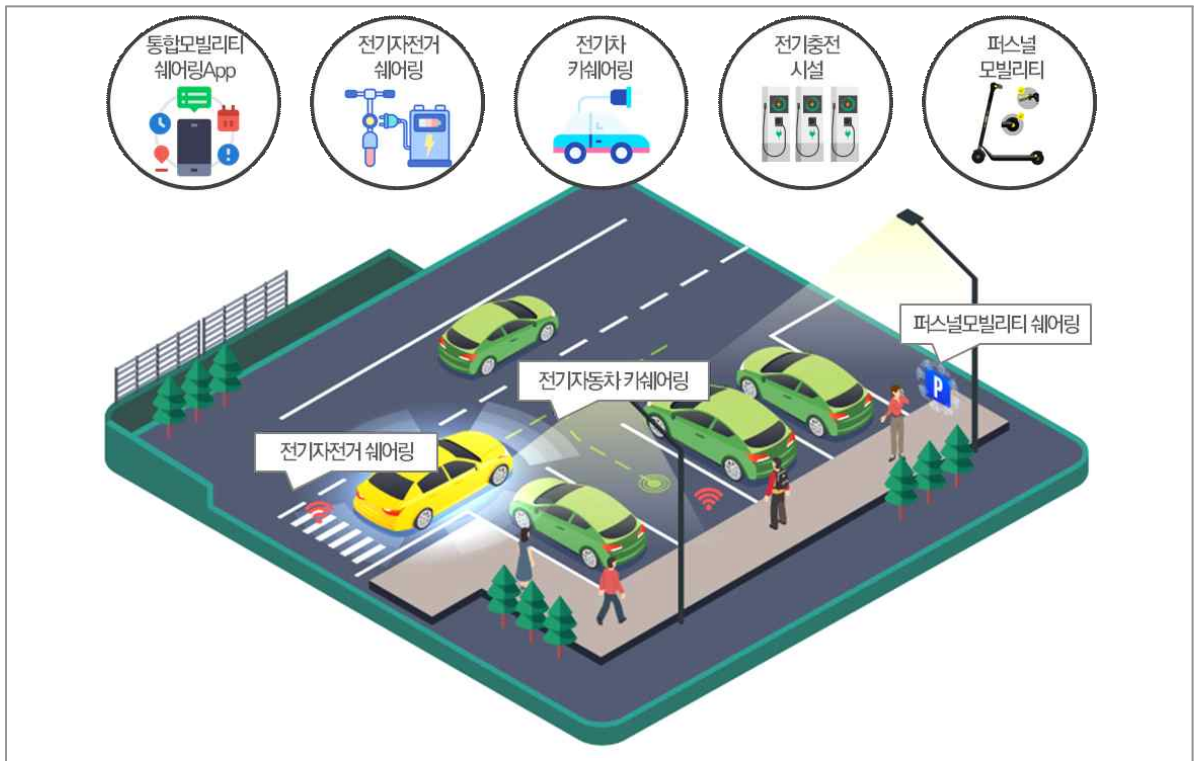 통합모빌리티
쉐어링App
전기자전거
쉐어링
전기차
카쉐어링
전기충전
시설
퍼스널
모빌리티
퍼스널모빌리티 쉐어링
P
전기자동차 카쉐어링
전기자전거 쉐어링